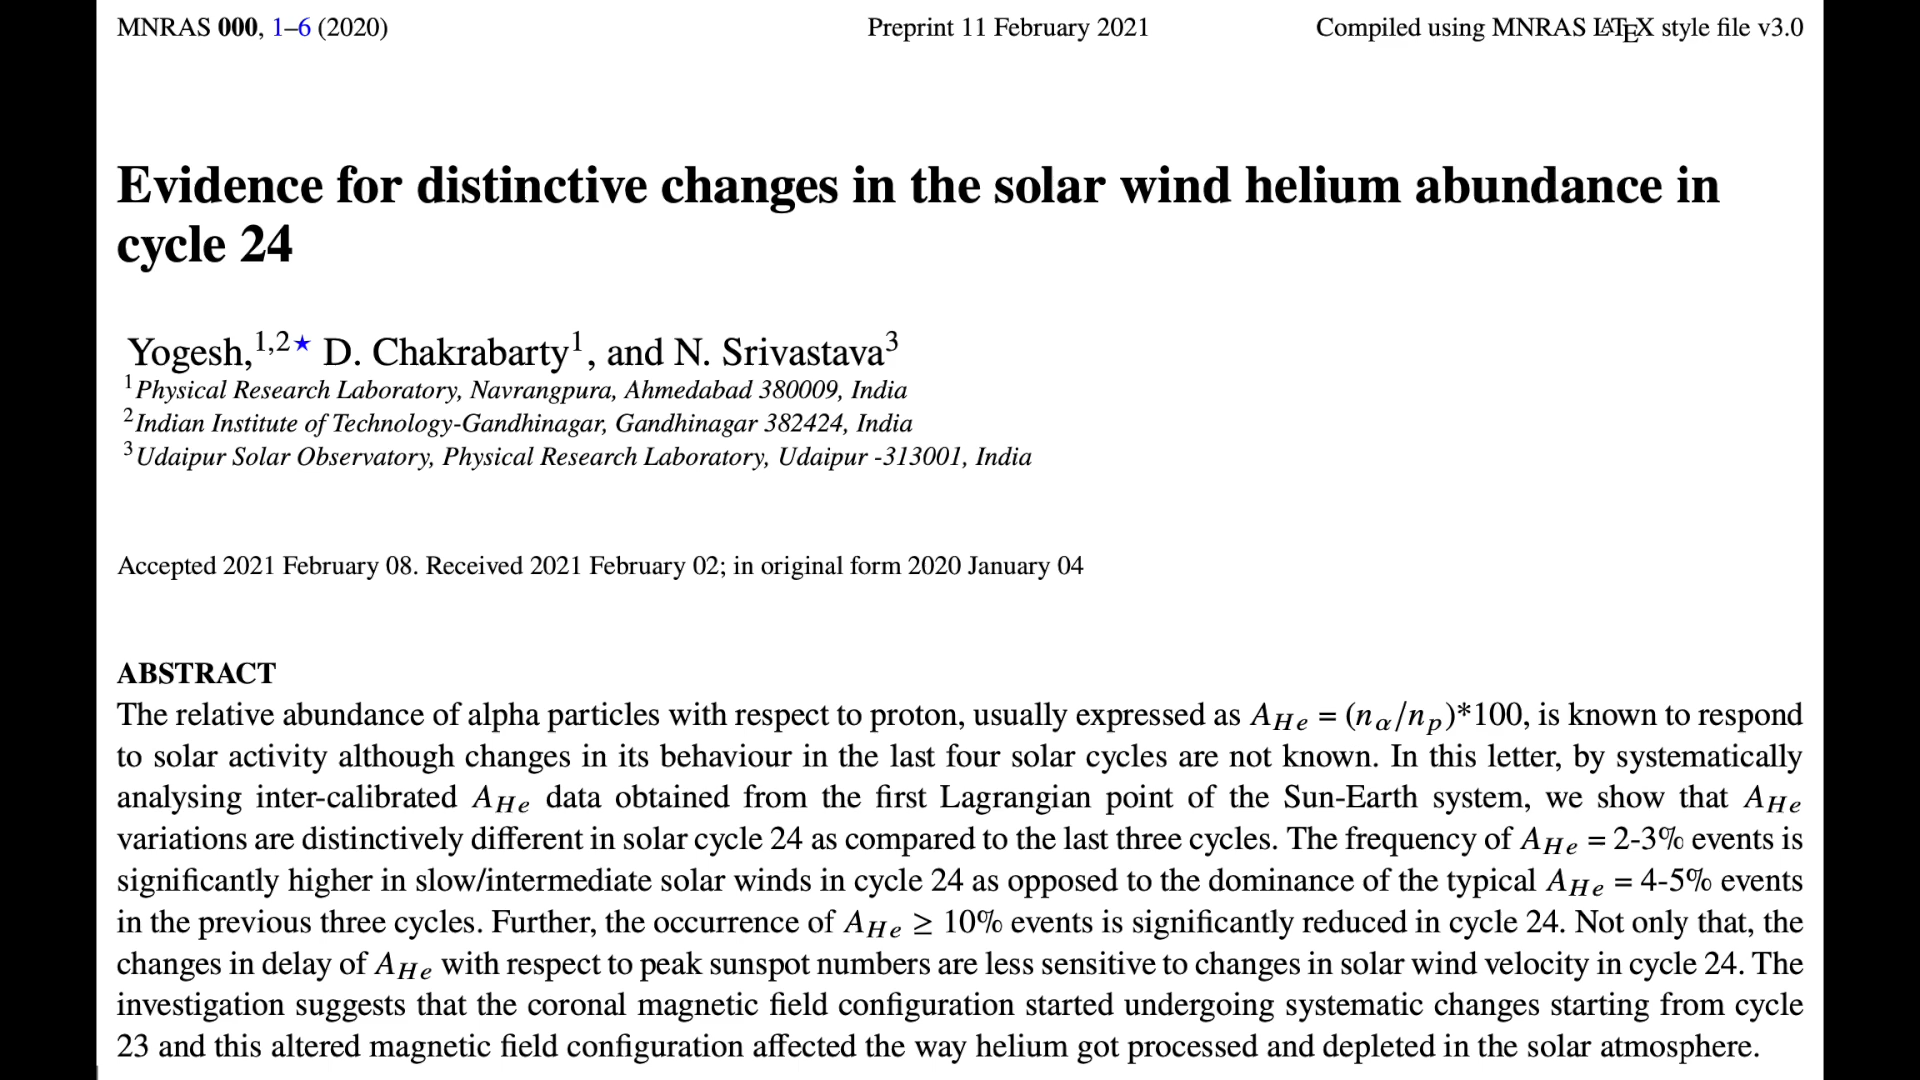 MNRAS 000, 1–6 (2020) Preprint 11 February 2021 Compiled using MNRAS LATEX style file v3.0
Evidence for distinctive changes in the solar wind helium abundance in
cycle 24
Yogesh,1,2★ D. Chakrabarty1, and N. Srivastava3
1Physical Research Laboratory, Navrangpura, Ahmedabad 380009, India
2Indian Institute of Technology-Gandhinagar, Gandhinagar 382424, India
3Udaipur Solar Observatory, Physical Research Laboratory, Udaipur -313001, India
Accepted 2021 February 08. Received 2021 February 02; in original form 2020 January 04
ABSTRACT
The relative abundance of alpha particles with respect to proton, usually expressed as AHe = (nα/np)*100, is known to respond
to solar activity although changes in its behaviour in the last four solar cycles are not known. In this letter, by systematically
analysing inter-calibrated AHe data obtained from the first Lagrangian point of the Sun-Earth system, we show that AHe
variations are distinctively different in solar cycle 24 as compared to the last three cycles. The frequency of AHe = 2-3% events is
significantly higher in slow/intermediate solar winds in cycle 24 as opposed to the dominance of the typical AHe = 4-5% events
in the previous three cycles. Further, the occurrence of AHe ≥ 10% events is significantly reduced in cycle 24. Not only that, the
changes in delay of AHe with respect to peak sunspot numbers are less sensitive to changes in solar wind velocity in cycle 24. The
investigation suggests that the coronal magnetic field configuration started undergoing systematic changes starting from cycle
23 and this altered magnetic field configuration affected the way helium got processed and depleted in the solar atmosphere.